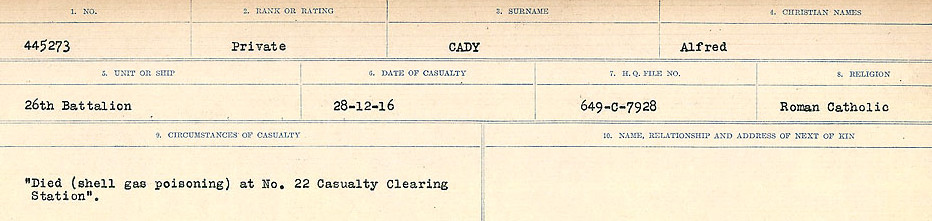 1. NO. 2. RANK OR RATING 3. SURNAME 4. CHRISTIAN NAMES
445273 Private CADY Alfred
5. UNIT OR SHIP 6. DATE OF CASUALTY 7. H.Q. FILE NO. 8. RELIGION
26th Battalion 28-12-16 649-C-7928 Roman Catholic
9. CIRCUMSTANCES OF CASUALTY 10. NAME, RELATIONSHIP AND ADDRESS OF NEXT OF KIN
"Died (shell gas poisoning) at No. 22 Casualty Clearing
Station".